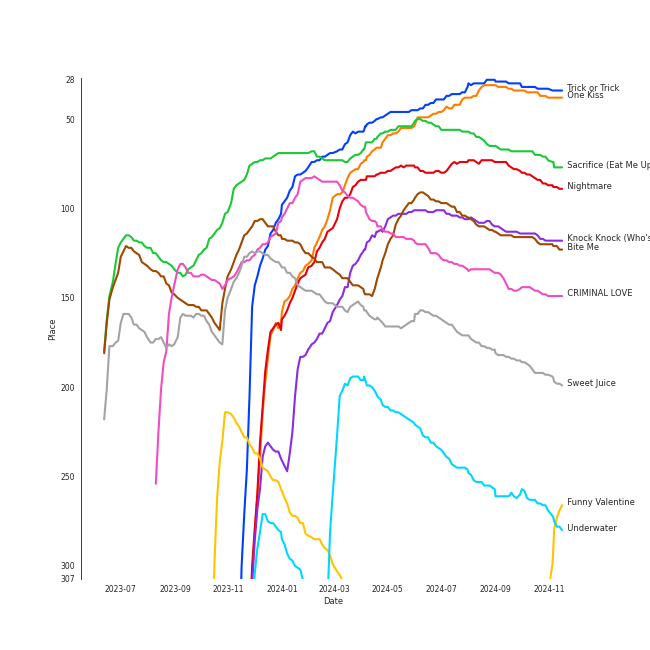 28
50
100
150
200
250
300
307
Place
2023-07
2023-09
2023-11
2024-01
2024-03
2024-05
2024-07
2024-09
2024-11
Date
Trick or Trick
One Kiss
Sacrifice (Eat Me Up
Nightmare
Knock Knock (Who's
Bite Me
CRIMINAL LOVE
Sweet Juice
Funny Valentine
Underwater